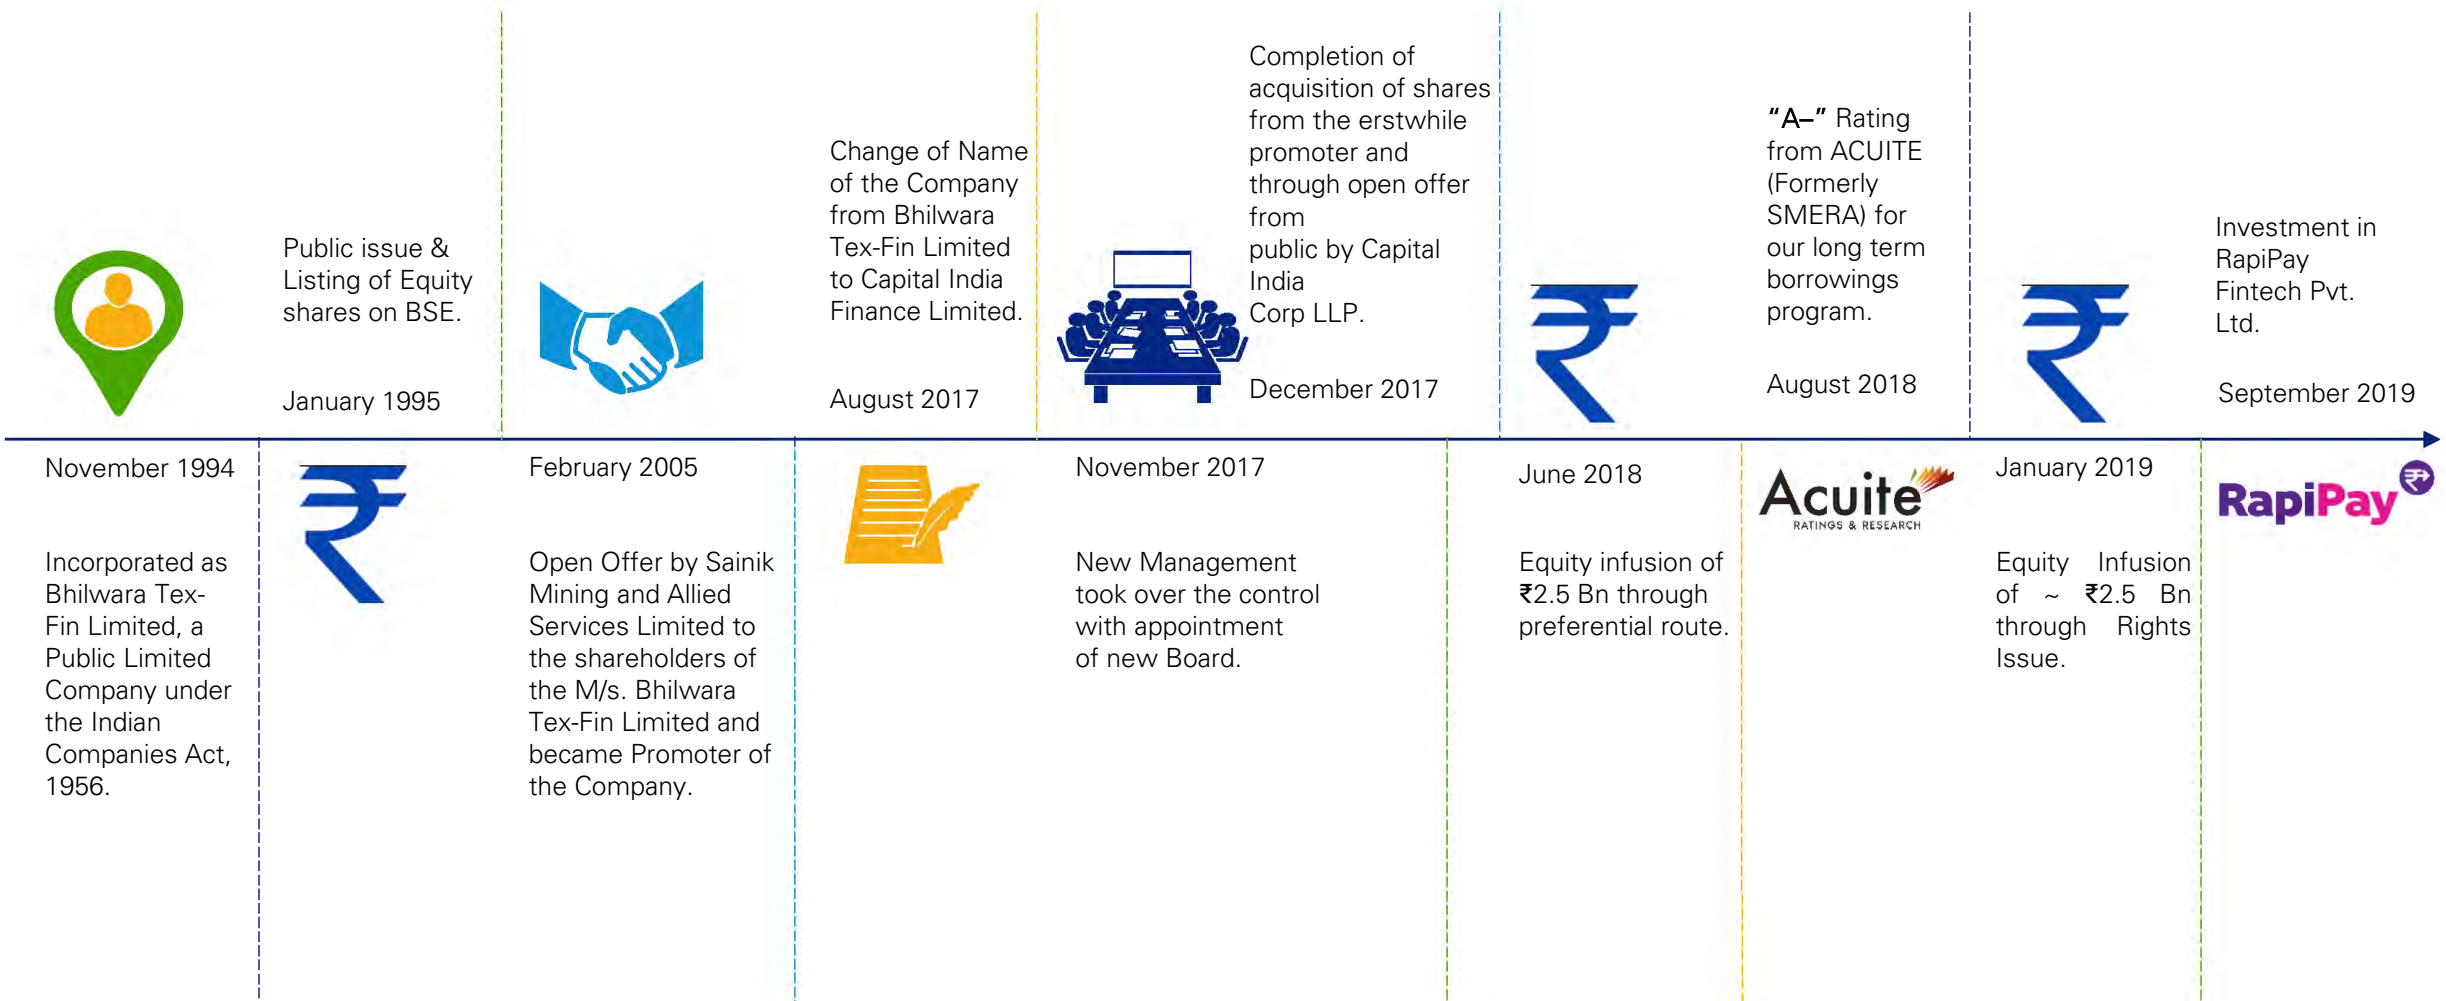 November 1994
Incorporated as
Bhilwara Tex-
Fin Limited, a
Public Limited
Company under
the Indian
Companies Act,
1956.
Public issue &
Listing of Equity
shares on BSE.
January 1995
February 2005
Open Offer by Sainik
Mining and Allied
Services Limited to
the shareholders of
the M/s. Bhilwara
Tex-Fin Limited and
became Promoter of
the Company.
Change of Name
of the Company
from Bhilwara
Tex-Fin Limited
to Capital India
Finance Limited.
August 2017
November 2017
New Management
took over the control
with appointment
of new Board.
Completion of
acquisition of shares
from the erstwhile
promoter and
through open offer
from
public by Capital
India
Corp LLP.
December 2017
June 2018
Equity infusion of
₹2.5 Bn through
preferential route.
“A–” Rating
from ACUITE
(Formerly
SMERA) for
our long term
borrowings
program.
August 2018
Acuite
RATINGS & RESEARCH
January 2019
Equity Infusion
of ~ ₹2.5 Bn
through Rights
Issue.
Investment in
RapiPay
Fintech Pvt.
Ltd.
September 2019
RapiPay